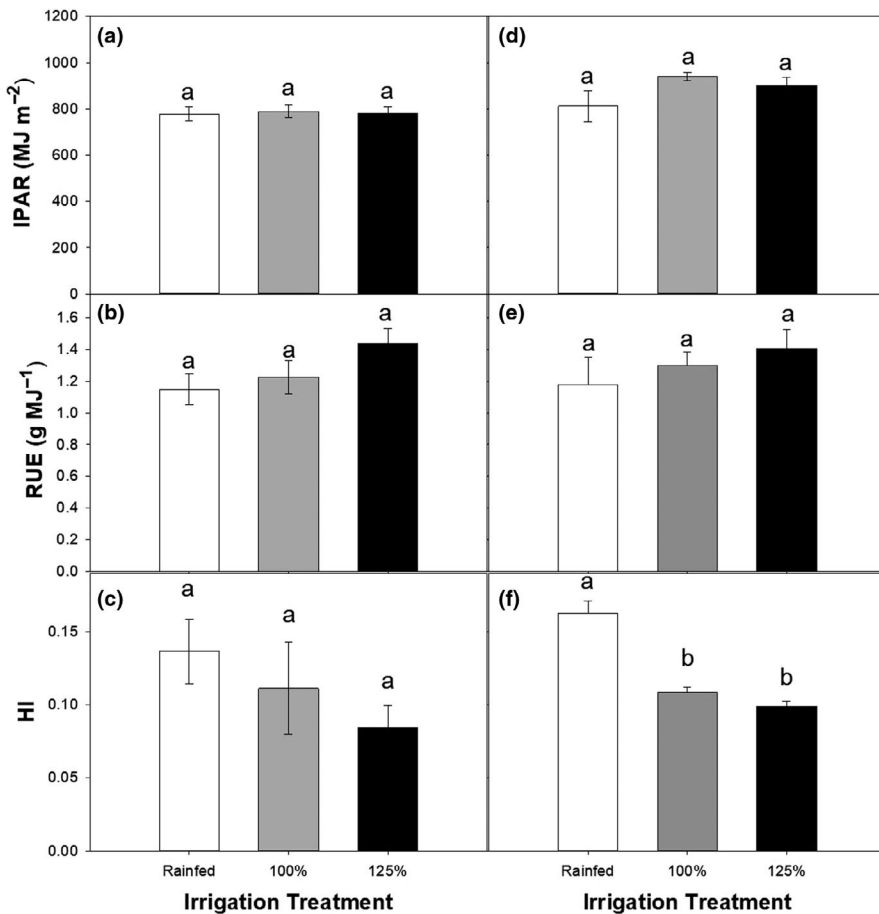 (a)
(d)
IPAR (MJ m⁻²)
1200
1000
800
600
400
200
0
a a a
a a a
(b)
(e)
RUE (g MJ⁻¹)
1.6
1.4
1.2
1.0
0.8
0.6
0.4
0.2
0.0
a a a
a a a
(c)
(f)
HI
0.15
0.10
0.05
0.00
a a a
a b b
Rainfed 100% 125%
Rainfed 100% 125%
Irrigation Treatment
Irrigation Treatment